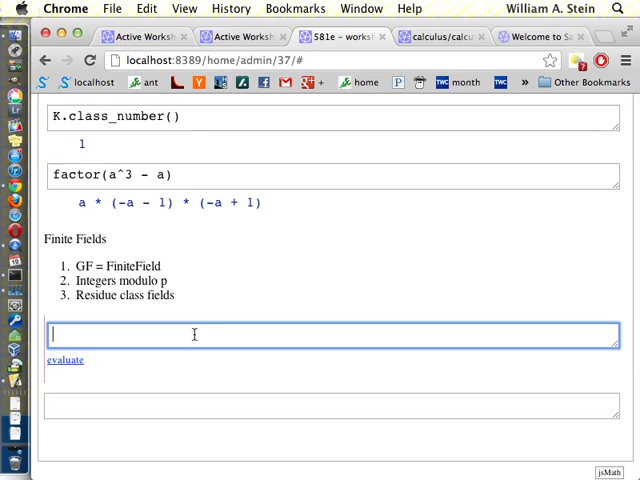 Chrome File Edit View History Bookmarks Window Help William A. Stein
Active Worksh
Active Worksh
581e – worksh
calculus/calcu
Welcome to Sa
localhost:8389/home/admin/37/#
localhost
ant
home
+
month
week
Other Bookmarks
K.class_number()
1
factor(a^3 - a)
a * (-a - 1) * (-a + 1)
Finite Fields
1. GF = FiniteField
2. Integers modulo p
3. Residue class fields
evaluate
jsMath